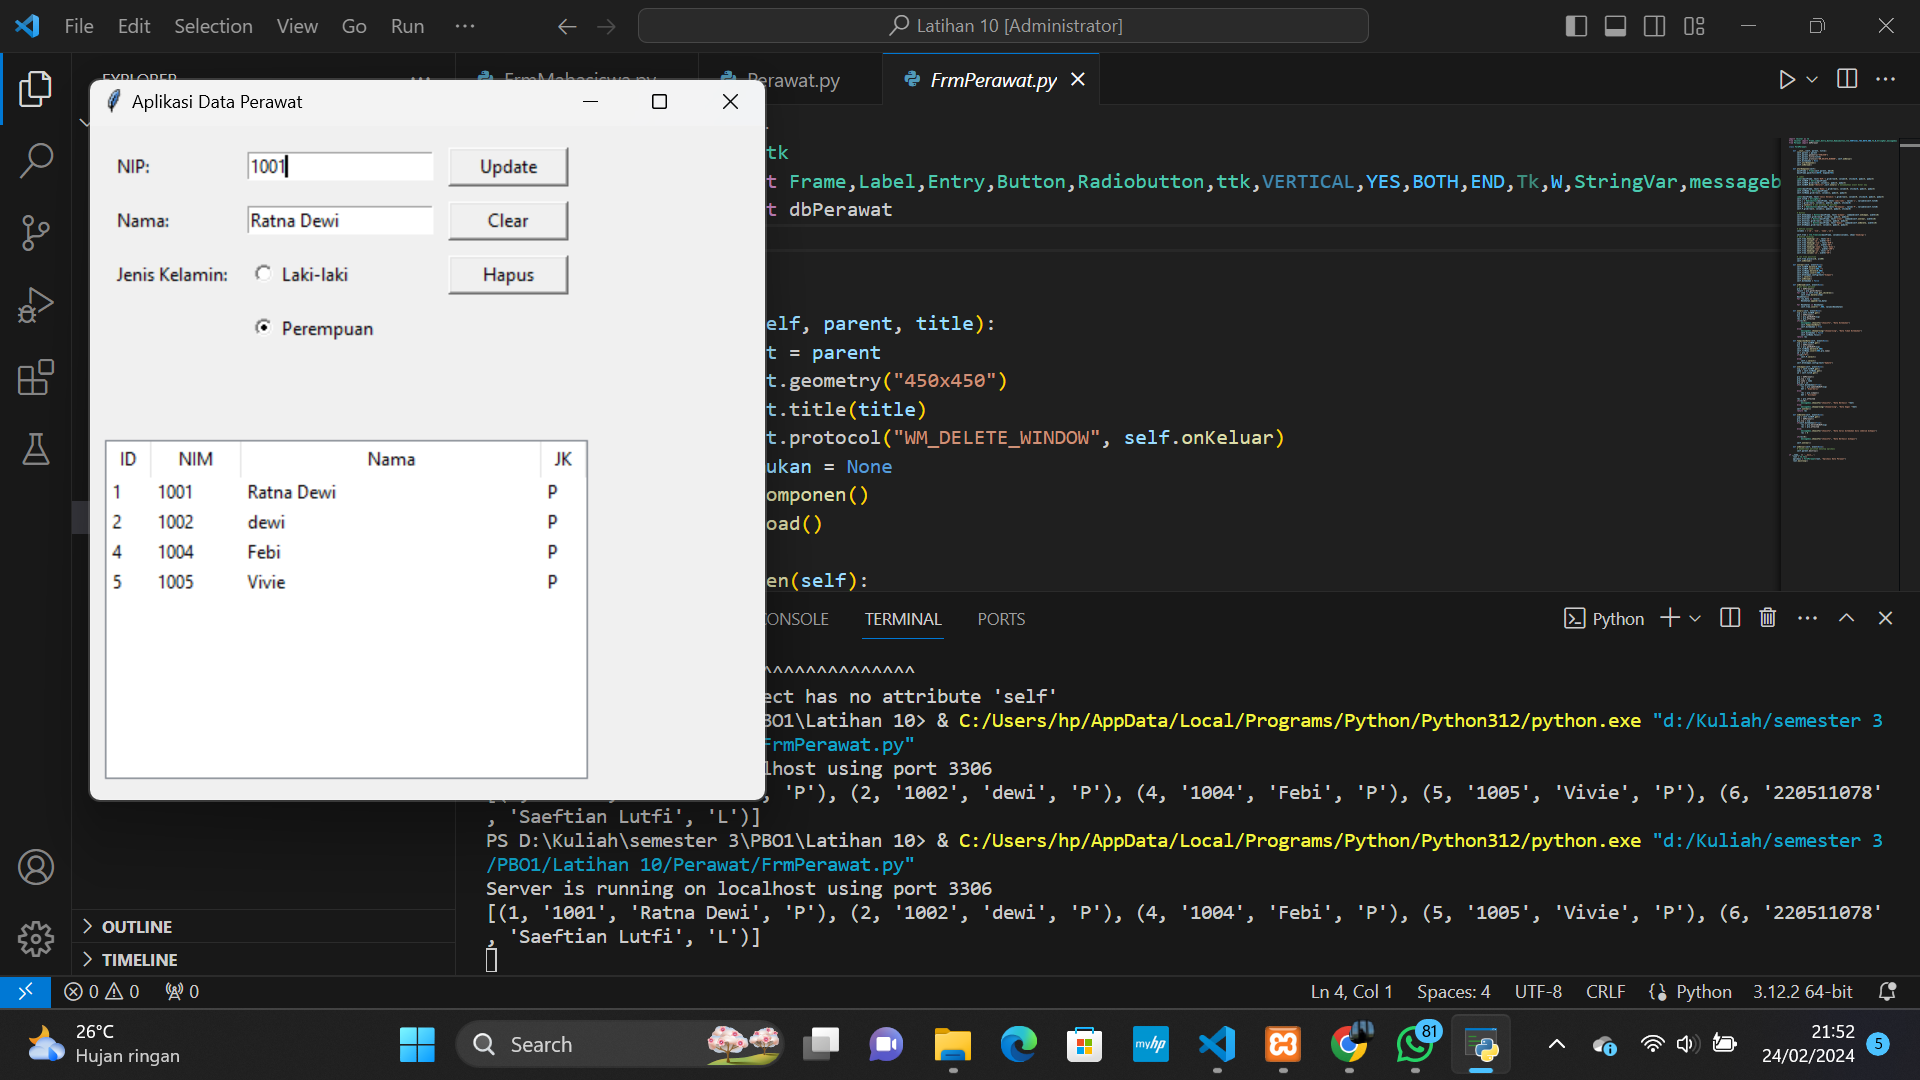 File Edit Selection View Go Run ···
Latihan 10 [Administrator]
EXPLORER
FrmMahasiswa.py
Perawat.py
FrmPerawat.py
Aplikasi Data Perawat
NIP: 1001 Update
Nama: Ratna Dewi Clear
Jenis Kelamin: Laki-laki Hapus
Perempuan
ID NIM Nama JK
1 1001 Ratna Dewi P
2 1002 dewi P
4 1004 Febi P
5 1005 Vivie P
tk
t Frame,Label,Entry,Button,Radiobutton,ttk,VERTICAL,YES,BOTH,END,Tk,W,StringVar,messageb
t dbPerawat
elf, parent, title):
t = parent
t.geometry("450x450")
t.title(title)
t.protocol("WM_DELETE_WINDOW", self.onKeluar)
ukan = None
omponen()
oad()
en(self):
CONSOLE TERMINAL PORTS
Python
^^^^^^^^^^^^^^
ect has no attribute 'self'
BO1\Latihan 10> & C:/Users/hp/AppData/Local/Programs/Python/Python312/python.exe "d:/Kuliah/semester 3
FrmPerawat.py"
lhost using port 3306
, 'P'), (2, '1002', 'dewi', 'P'), (4, '1004', 'Febi', 'P'), (5, '1005', 'Vivie', 'P'), (6, '220511078'
, 'Saeftian Lutfi', 'L')]
PS D:\Kuliah\semester 3\PBO1\Latihan 10> & C:/Users/hp/AppData/Local/Programs/Python/Python312/python.exe "d:/Kuliah/semester 3
/PBO1/Latihan 10/Perawat/FrmPerawat.py"
Server is running on localhost using port 3306
[(1, '1001', 'Ratna Dewi', 'P'), (2, '1002', 'dewi', 'P'), (4, '1004', 'Febi', 'P'), (5, '1005', 'Vivie', 'P'), (6, '220511078'
, 'Saeftian Lutfi', 'L')]
OUTLINE
TIMELINE
0 0 0
Ln 4, Col 1 Spaces: 4 UTF-8 CRLF Python 3.12.2 64-bit
26°C
Hujan ringan
Search
myhp
81
21:52
24/02/2024
5